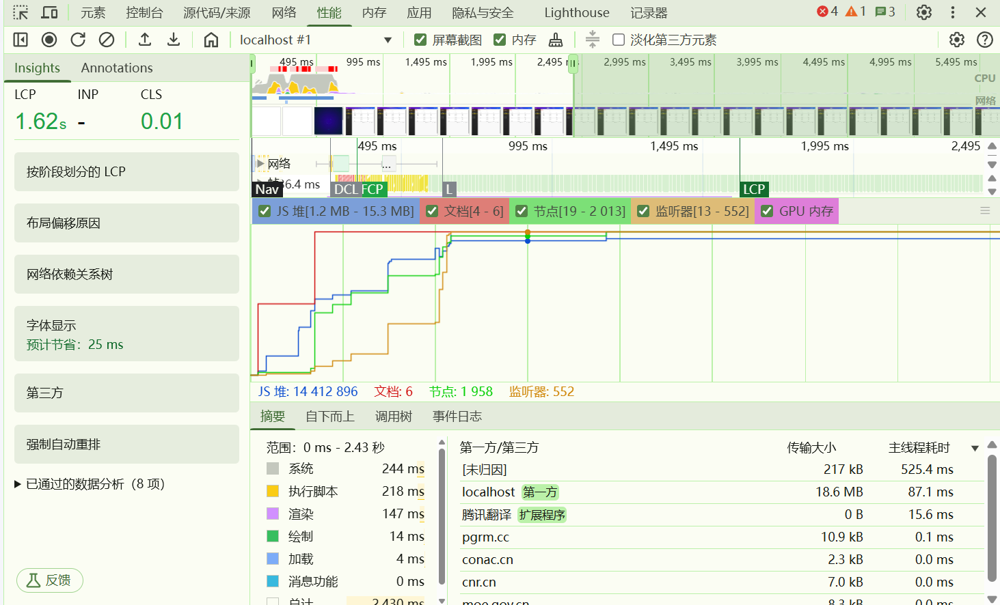 元素 控制台 源代码/来源 网络 性能 内存 应用 隐私与安全 Lighthouse 记录器 4 1 3
localhost #1 屏幕截图 内存 淡化第三方元素
Insights Annotations
LCP INP CLS
1.62s - 0.01
按阶段划分的 LCP
布局偏移原因
网络依赖关系树
字体显示
预计节省：25 ms
第三方
强制自动重排
已通过的数据分析（8 项）
反馈
495 ms 995 ms 1,495 ms 1,995 ms 2,495 2,995 ms 3,495 ms 3,995 ms 4,495 ms 4,995 ms 5,495 ms
CPU
网络
495 ms 995 ms 1,495 ms 1,995 ms 2,495
网络 ...
36.4 ms
Nav DCL FCP L LCP
JS 堆[1.2 MB - 15.3 MB] 文档[4 - 6] 节点[19 - 2 013] 监听器[13 - 552] GPU 内存
JS 堆: 14 412 896 文档: 6 节点: 1 958 监听器: 552
摘要 自下而上 调用树 事件日志
范围：0 ms - 2.43 秒
系统 244 ms
执行脚本 218 ms
渲染 147 ms
绘制 14 ms
加载 4 ms
消息功能 0 ms
总计 2,430 ms
第一方/第三方 传输大小 主线程耗时
[未归因] 217 kB 525.4 ms
localhost 第一方 18.6 MB 87.1 ms
腾讯翻译 扩展程序 0 B 15.6 ms
pgrm.cc 10.9 kB 0.1 ms
conac.cn 2.3 kB 0.0 ms
cnr.cn 7.0 kB 0.0 ms
moe.gov.cn 8.3 kB 0.0 ms